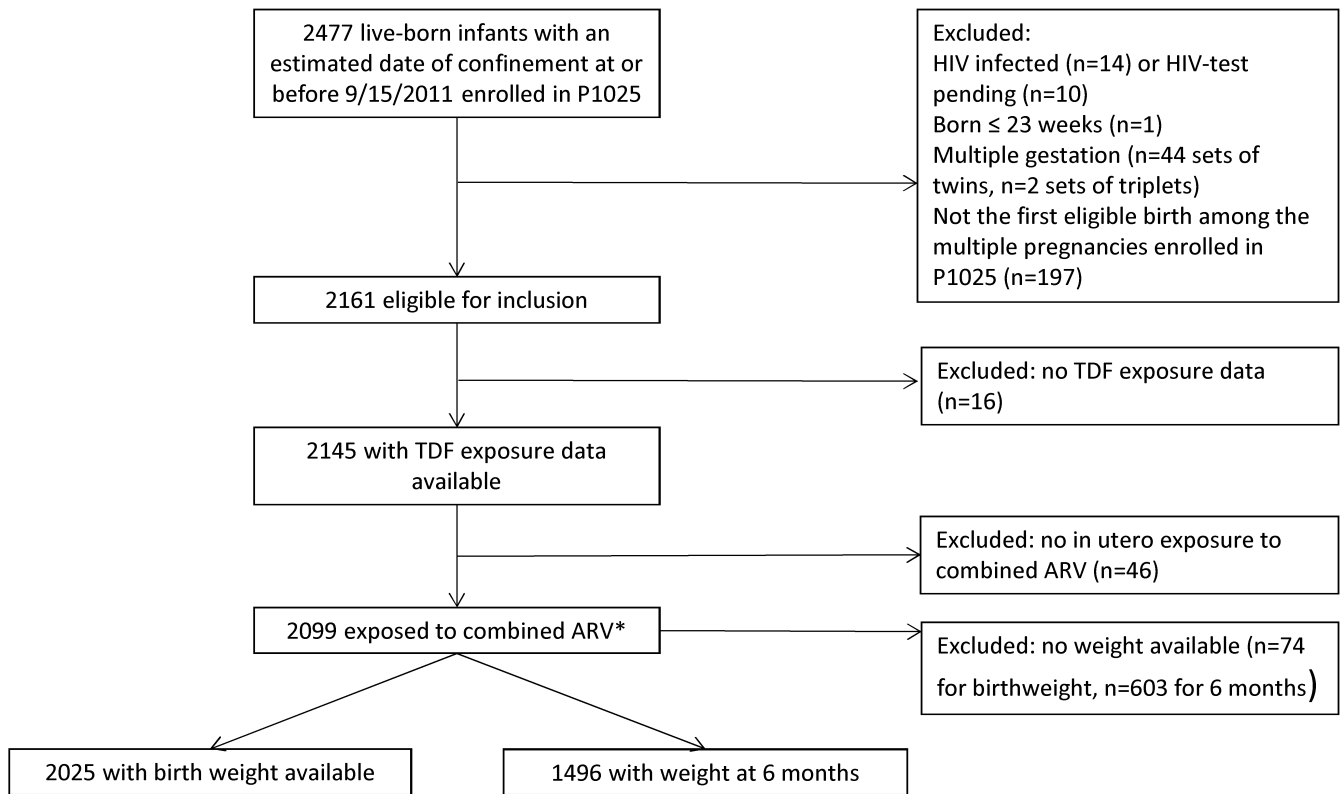 2477 live-born infants with an
estimated date of confinement at or
before 9/15/2011 enrolled in P1025
Excluded:
HIV infected (n=14) or HIV-test
pending (n=10)
Born ≤ 23 weeks (n=1)
Multiple gestation (n=44 sets of
twins, n=2 sets of triplets)
Not the first eligible birth among the
multiple pregnancies enrolled in
P1025 (n=197)
2161 eligible for inclusion
Excluded: no TDF exposure data
(n=16)
2145 with TDF exposure data
available
Excluded: no in utero exposure to
combined ARV (n=46)
2099 exposed to combined ARV*
Excluded: no weight available (n=74
for birthweight, n=603 for 6 months)
2025 with birth weight available
1496 with weight at 6 months